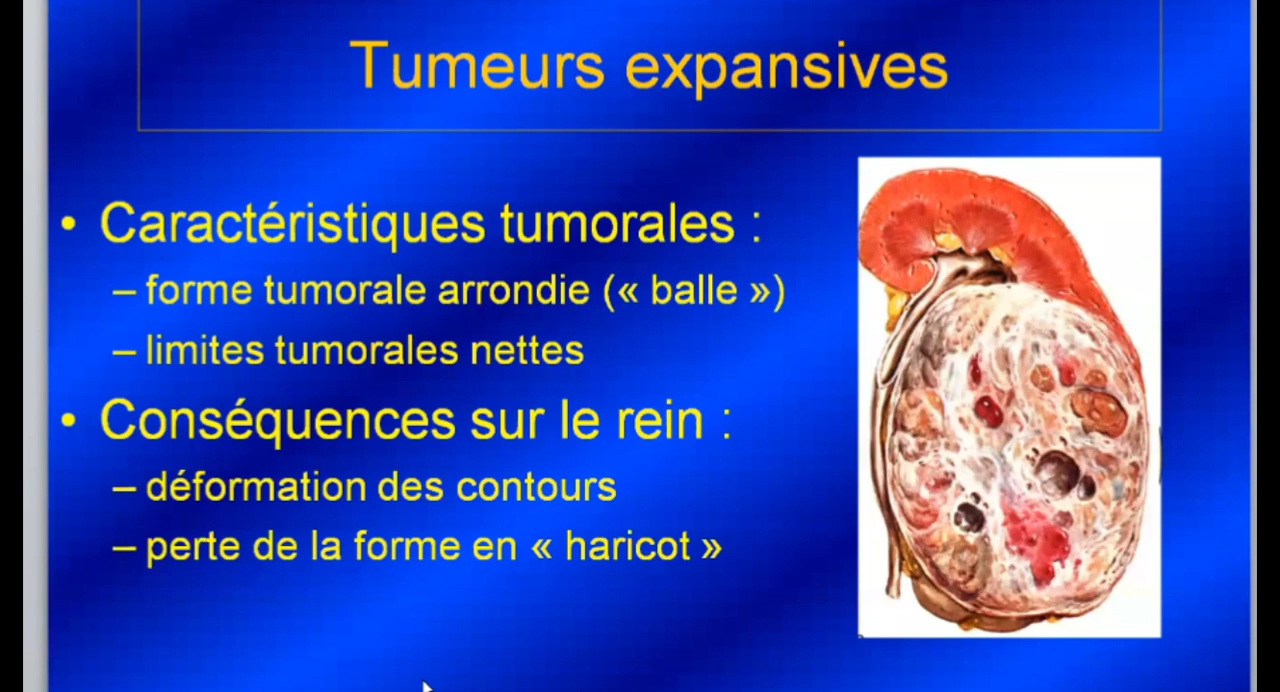 Tumeurs expansives
• Caractéristiques tumorales :
– forme tumorale arrondie (« balle »)
– limites tumorales nettes
• Conséquences sur le rein :
– déformation des contours
– perte de la forme en « haricot »